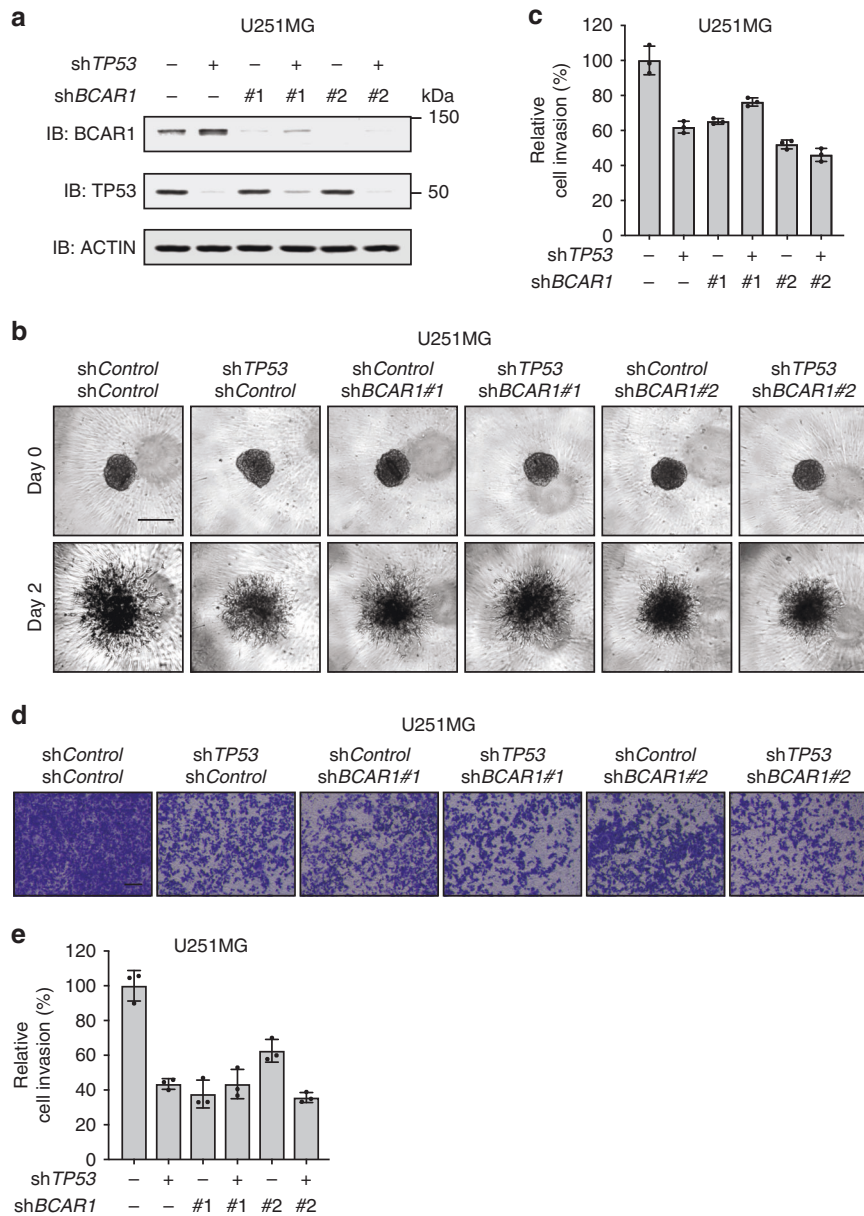 a
U251MG
shTP53 – + – + – +
shBCAR1 – – #1 #1 #2 #2 kDa
IB: BCAR1 150
IB: TP53 50
IB: ACTIN
c
U251MG
Relative
cell invasion (%)
120
100
80
60
40
20
0
shTP53 – + – + – +
shBCAR1 – – #1 #1 #2 #2
b
U251MG
shControl shTP53 shControl shTP53 shControl shTP53
shControl shControl shBCAR1#1 shBCAR1#1 shBCAR1#2 shBCAR1#2
Day 0
Day 2
d
U251MG
shControl shTP53 shControl shTP53 shControl shTP53
shControl shControl shBCAR1#1 shBCAR1#1 shBCAR1#2 shBCAR1#2
e
U251MG
Relative
cell invasion (%)
120
100
80
60
40
20
0
shTP53 – + – + – +
shBCAR1 – – #1 #1 #2 #2